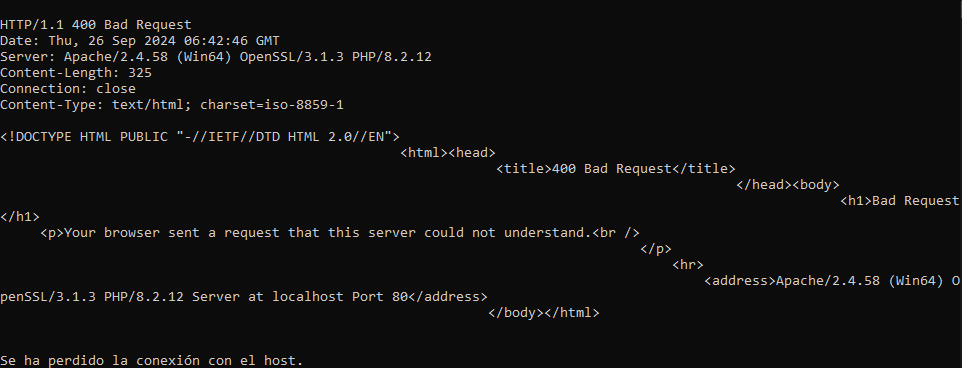 HTTP/1.1 400 Bad Request
Date: Thu, 26 Sep 2024 06:42:46 GMT
Server: Apache/2.4.58 (Win64) OpenSSL/3.1.3 PHP/8.2.12
Content-Length: 325
Connection: close
Content-Type: text/html; charset=iso-8859-1
<!DOCTYPE HTML PUBLIC "-//IETF//DTD HTML 2.0//EN">
<html><head>
<title>400 Bad Request</title>
</head><body>
<h1>Bad Request
</h1>
<p>Your browser sent a request that this server could not understand.<br />
</p>
<hr>
<address>Apache/2.4.58 (Win64) O
penSSL/3.1.3 PHP/8.2.12 Server at localhost Port 80</address>
</body></html>
Se ha perdido la conexión con el host.